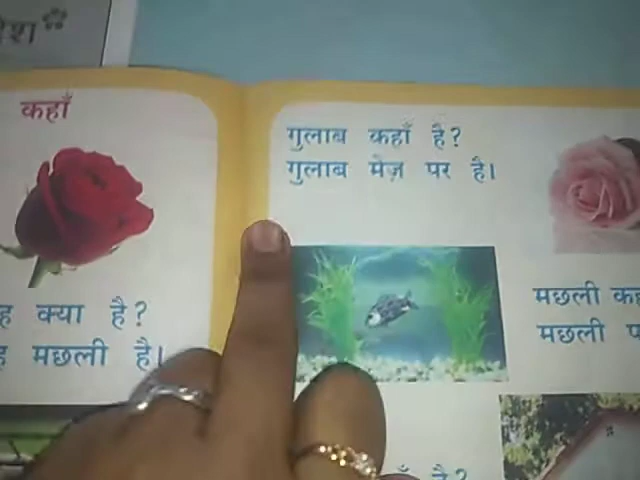 कहाँ
क्या है?
मछली है।
गुलाब कहाँ है?
गुलाब मेज़ पर है।
मछली
मछली
है?